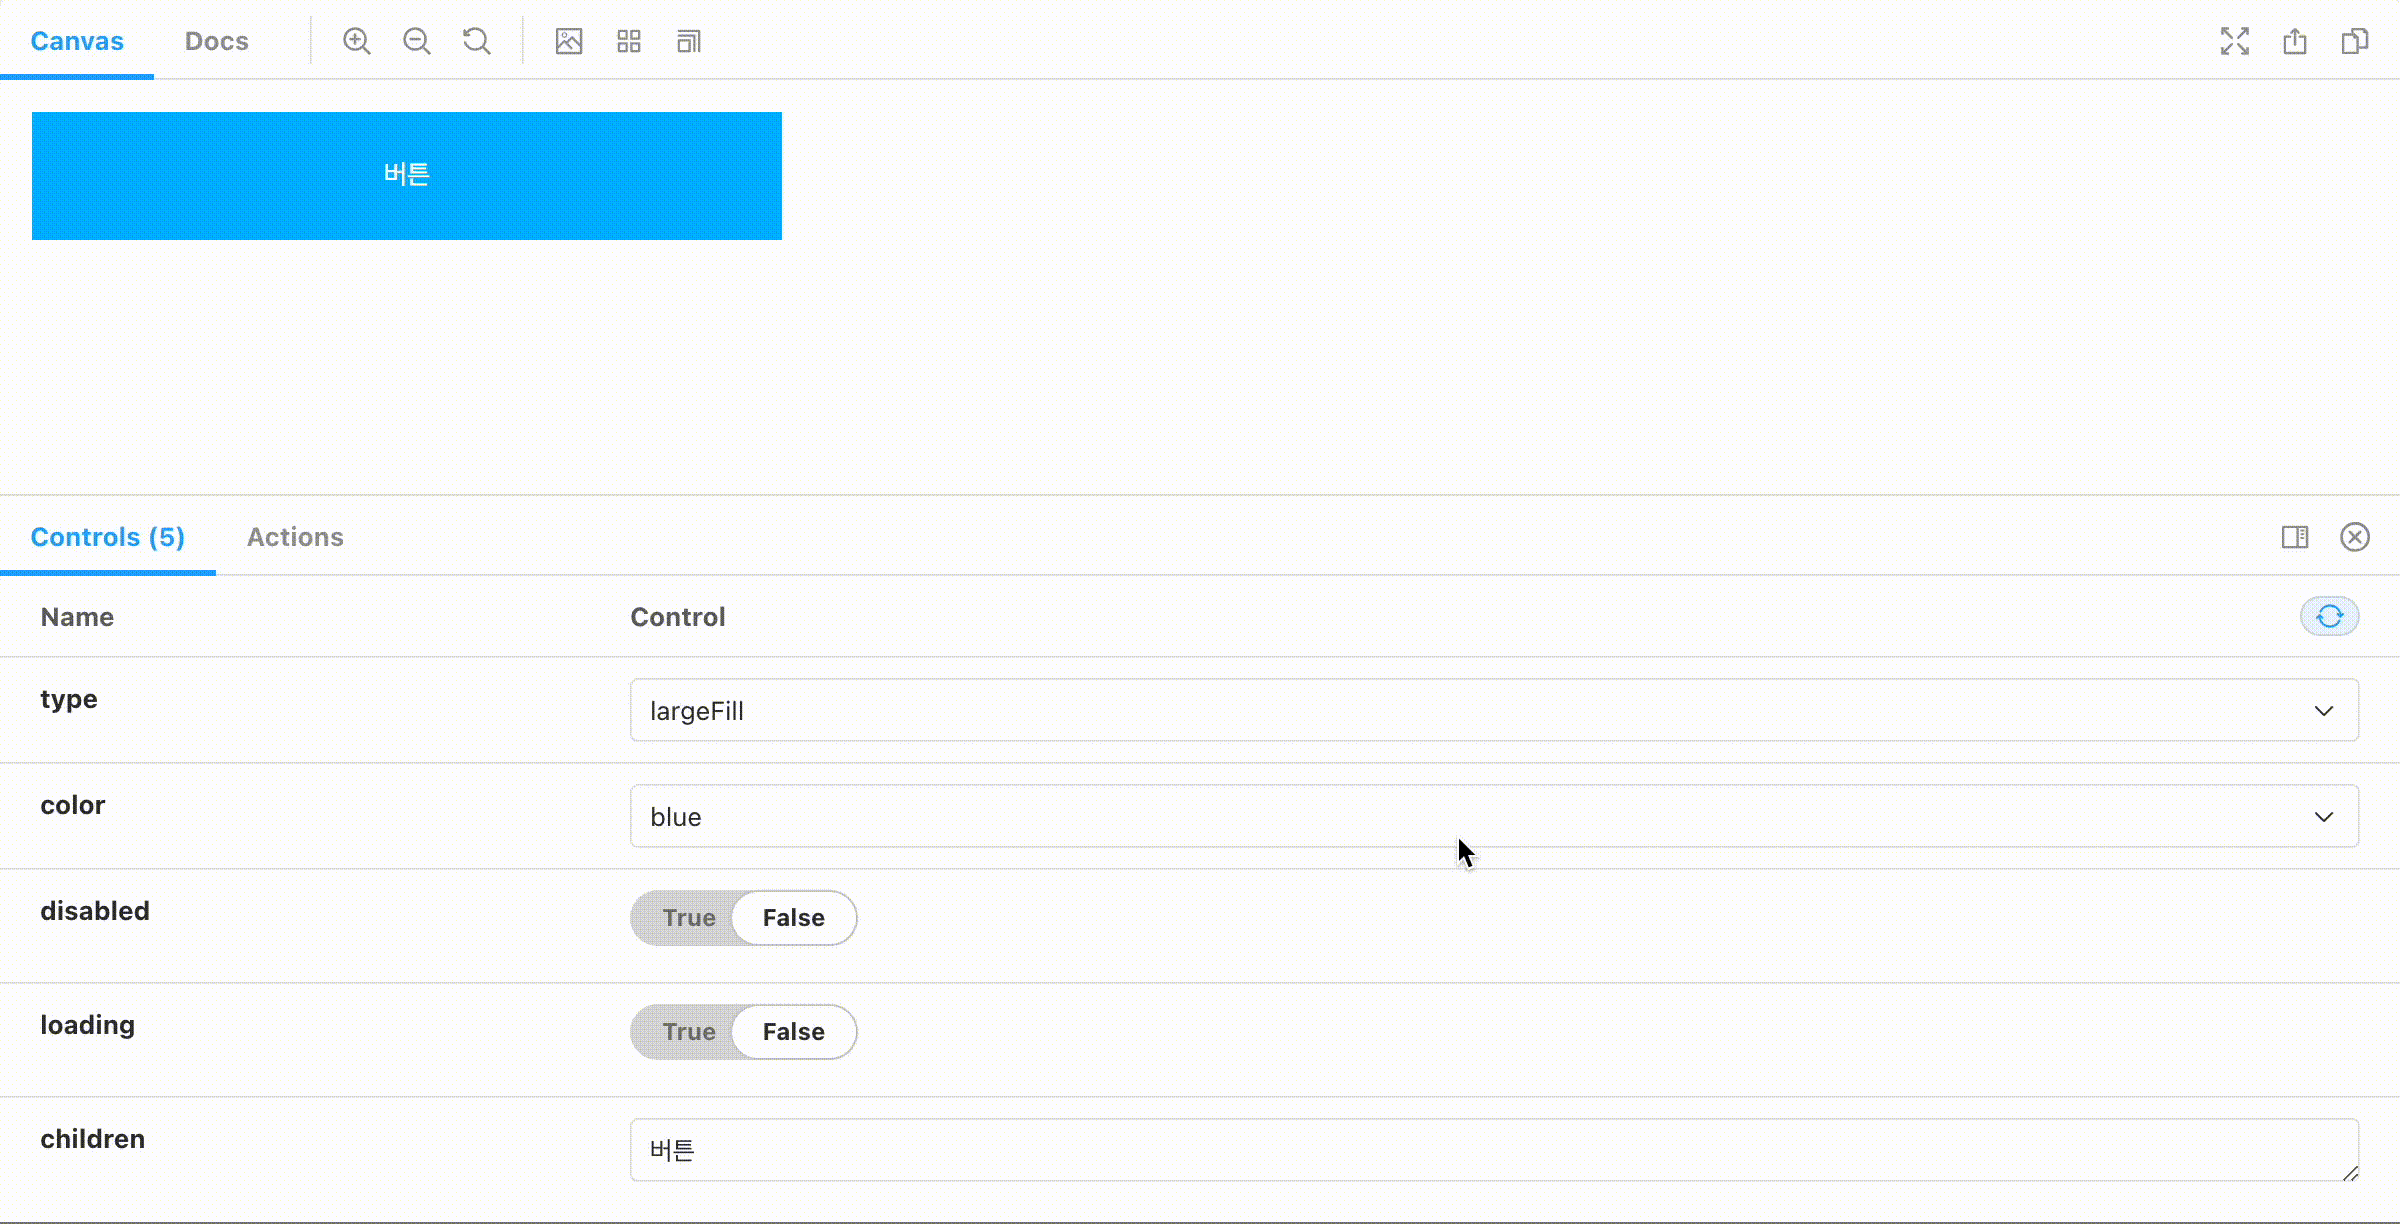 Canvas Docs
버튼
Controls (5) Actions
Name Control
type largeFill
color blue
disabled True False
loading True False
children 버튼